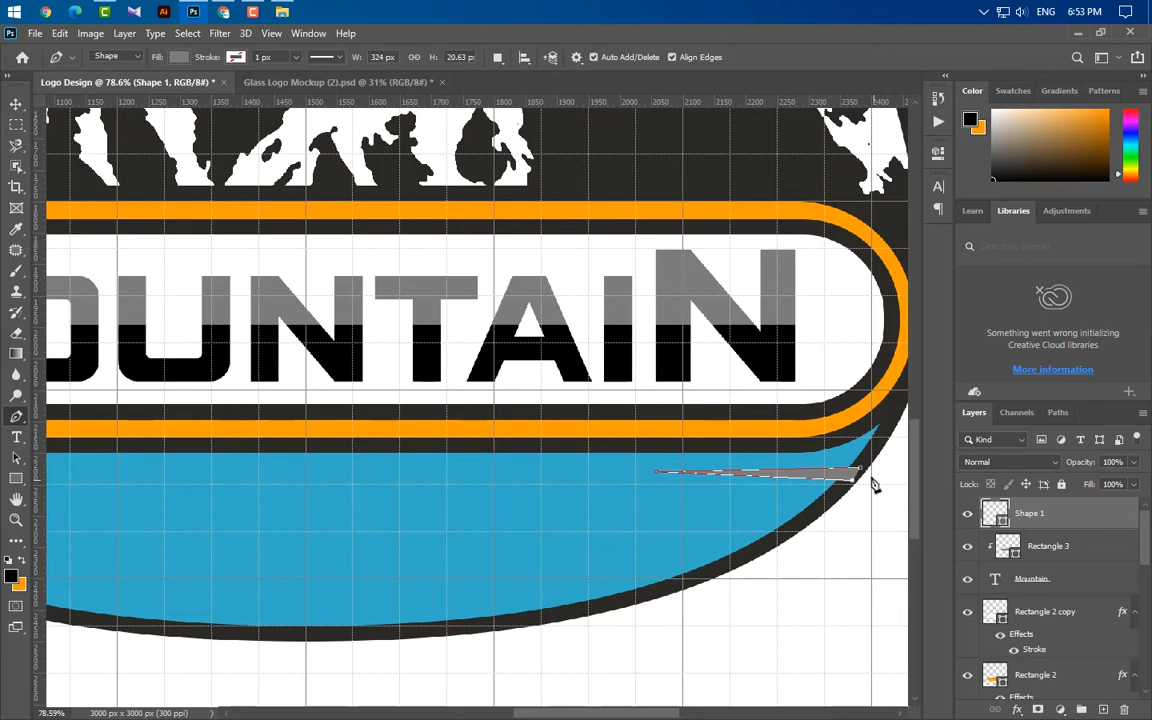 ENG 6:53 PM
File Edit Image Layer Type Select Filter 3D View Window Help
Shape Fill: Stroke: 1 px W: 324 px H: 20.63 px Auto Add/Delete Align Edges
Logo Design @ 78.6% (Shape 1, RGB/8#) * × Glass Logo Mockup (2).psd @ 31% (RGB/8#) * ×
1100 1150 1200 1250 1300 1350 1400 1450 1500 1550 1600 1650 1700 1750 1800 1850 1900 1950 2000 2050 2100 2150 2200 2250 2300 2350 2400
Color Swatches Gradients Patterns
Learn Libraries Adjustments
Search no libraries
OUNTAIN
Something went wrong initializing
Creative Cloud libraries
More information
Layers Channels Paths
Kind
Normal Opacity: 100%
Lock: Fill: 100%
Shape 1
Rectangle 3
T Mountain
Rectangle 2 copy fx
Effects
Stroke
Rectangle 2 fx
Effects
78.59% 3000 px x 3000 px (300 ppi)